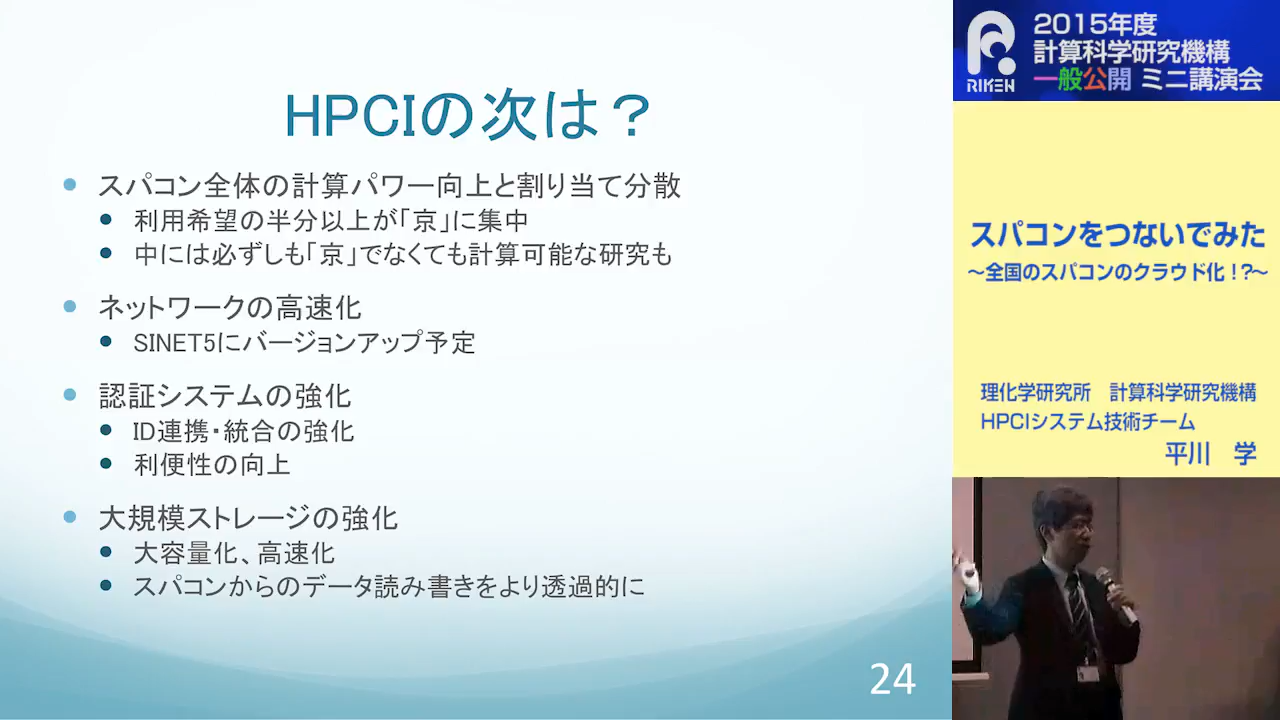 HPCIの次は？
スパコン全体の計算パワー向上と割り当て分散
利用希望の半分以上が「京」に集中
中には必ずしも「京」でなくても計算可能な研究も
ネットワークの高速化
SINET5にバージョンアップ予定
認証システムの強化
ID連携・統合の強化
利便性の向上
大規模ストレージの強化
大容量化、高速化
スパコンからのデータ読み書きをより透過的に
24
RIKEN
2015年度
計算科学研究機構
一般公開 ミニ講演会
スパコンをつないでみた
～全国のスパコンのクラウド化！?～
理化学研究所　計算科学研究機構
HPCIシステム技術チーム
平川　学